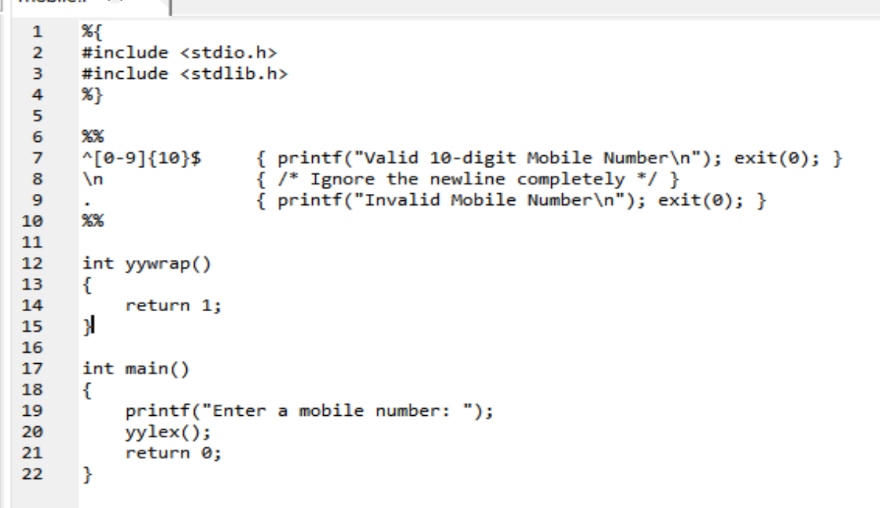 1 %{
2 #include <stdio.h>
3 #include <stdlib.h>
4 %}
5
6 %%
7 ^[0-9]{10}$ { printf("Valid 10-digit Mobile Number\n"); exit(0); }
8 \n { /* Ignore the newline completely */ }
9 . { printf("Invalid Mobile Number\n"); exit(0); }
10 %%
11
12 int yywrap()
13 {
14 return 1;
15 }
16
17 int main()
18 {
19 printf("Enter a mobile number: ");
20 yylex();
21 return 0;
22 }